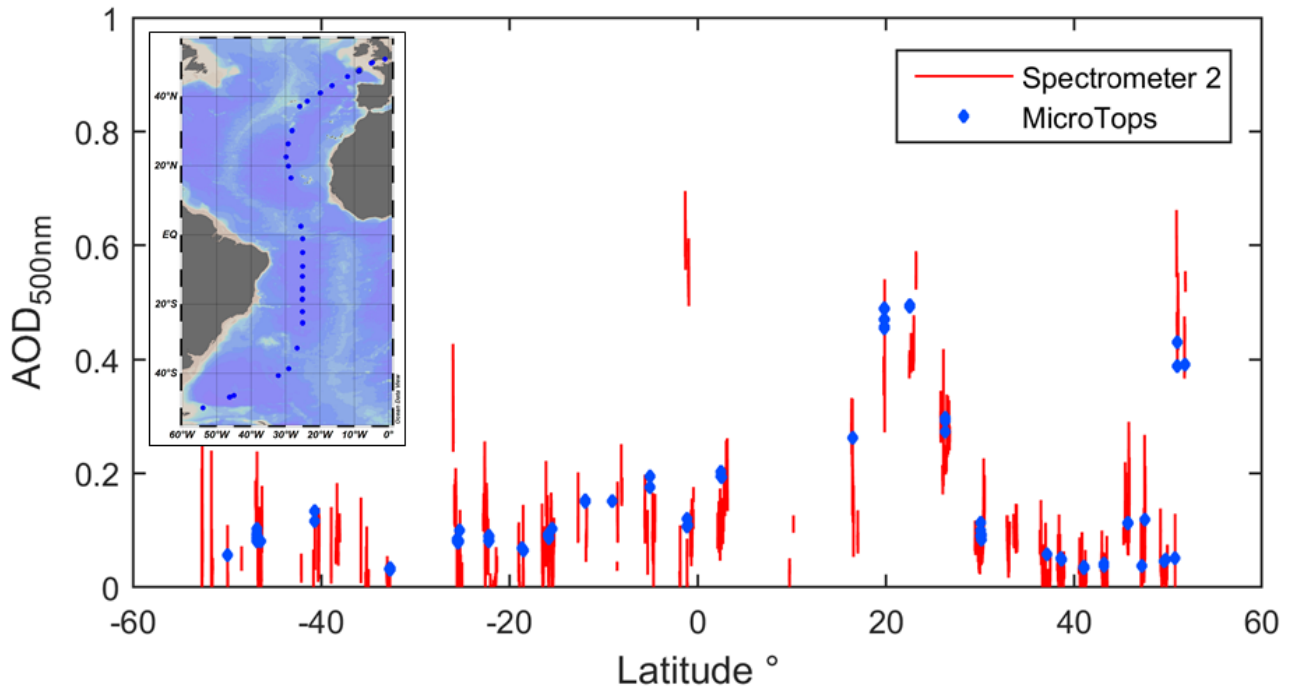 1
0.8
0.6
0.4
0.2
0
AOD500nm
-60
-40
-20
0
20
40
60
Latitude °
Spectrometer 2
MicroTops
40°N
20°N
EQ
20°S
40°S
60°W
50°W
40°W
30°W
20°W
10°W
0°
Ocean Data View